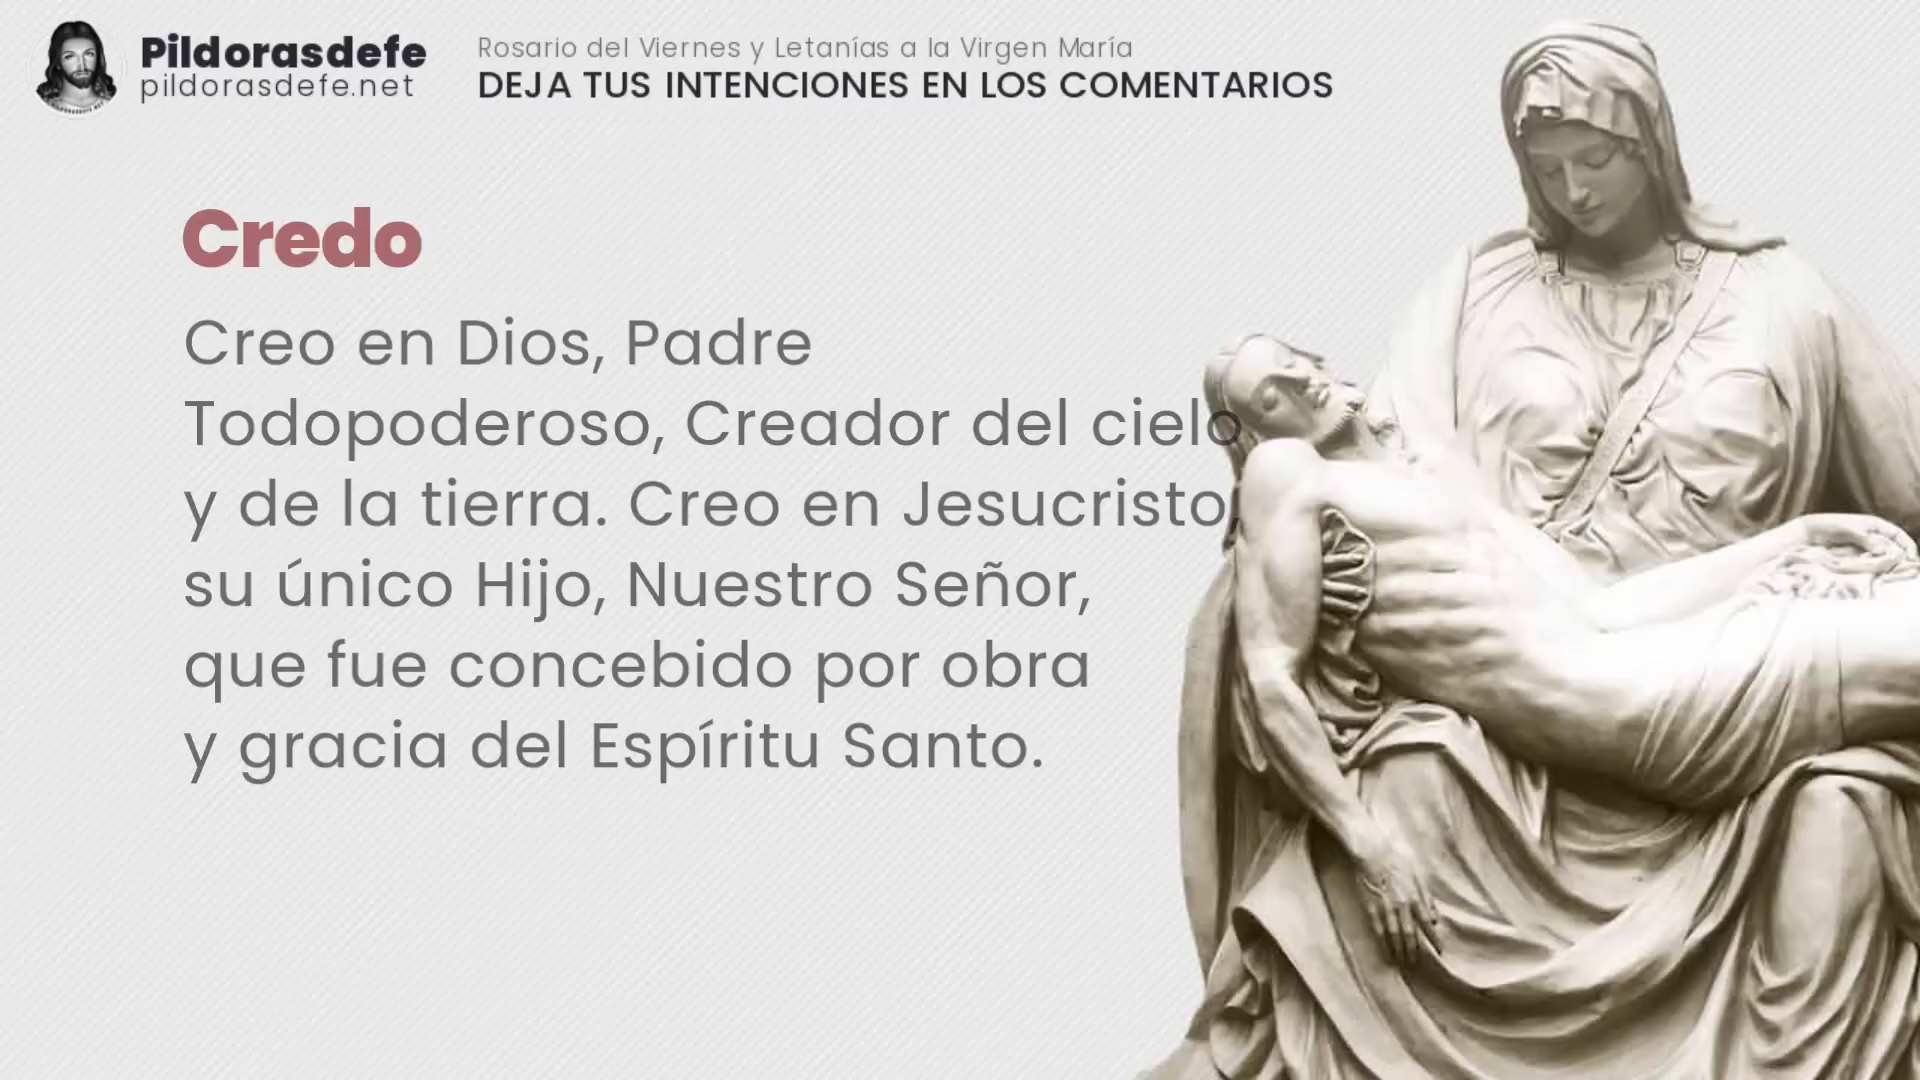 Pildorasdefe
pildorasdefe.net
Rosario del Viernes y Letanías a la Virgen María
DEJA TUS INTENCIONES EN LOS COMENTARIOS
Credo
Creo en Dios, Padre
Todopoderoso, Creador del cielo
y de la tierra. Creo en Jesucristo,
su único Hijo, Nuestro Señor,
que fue concebido por obra
y gracia del Espíritu Santo.